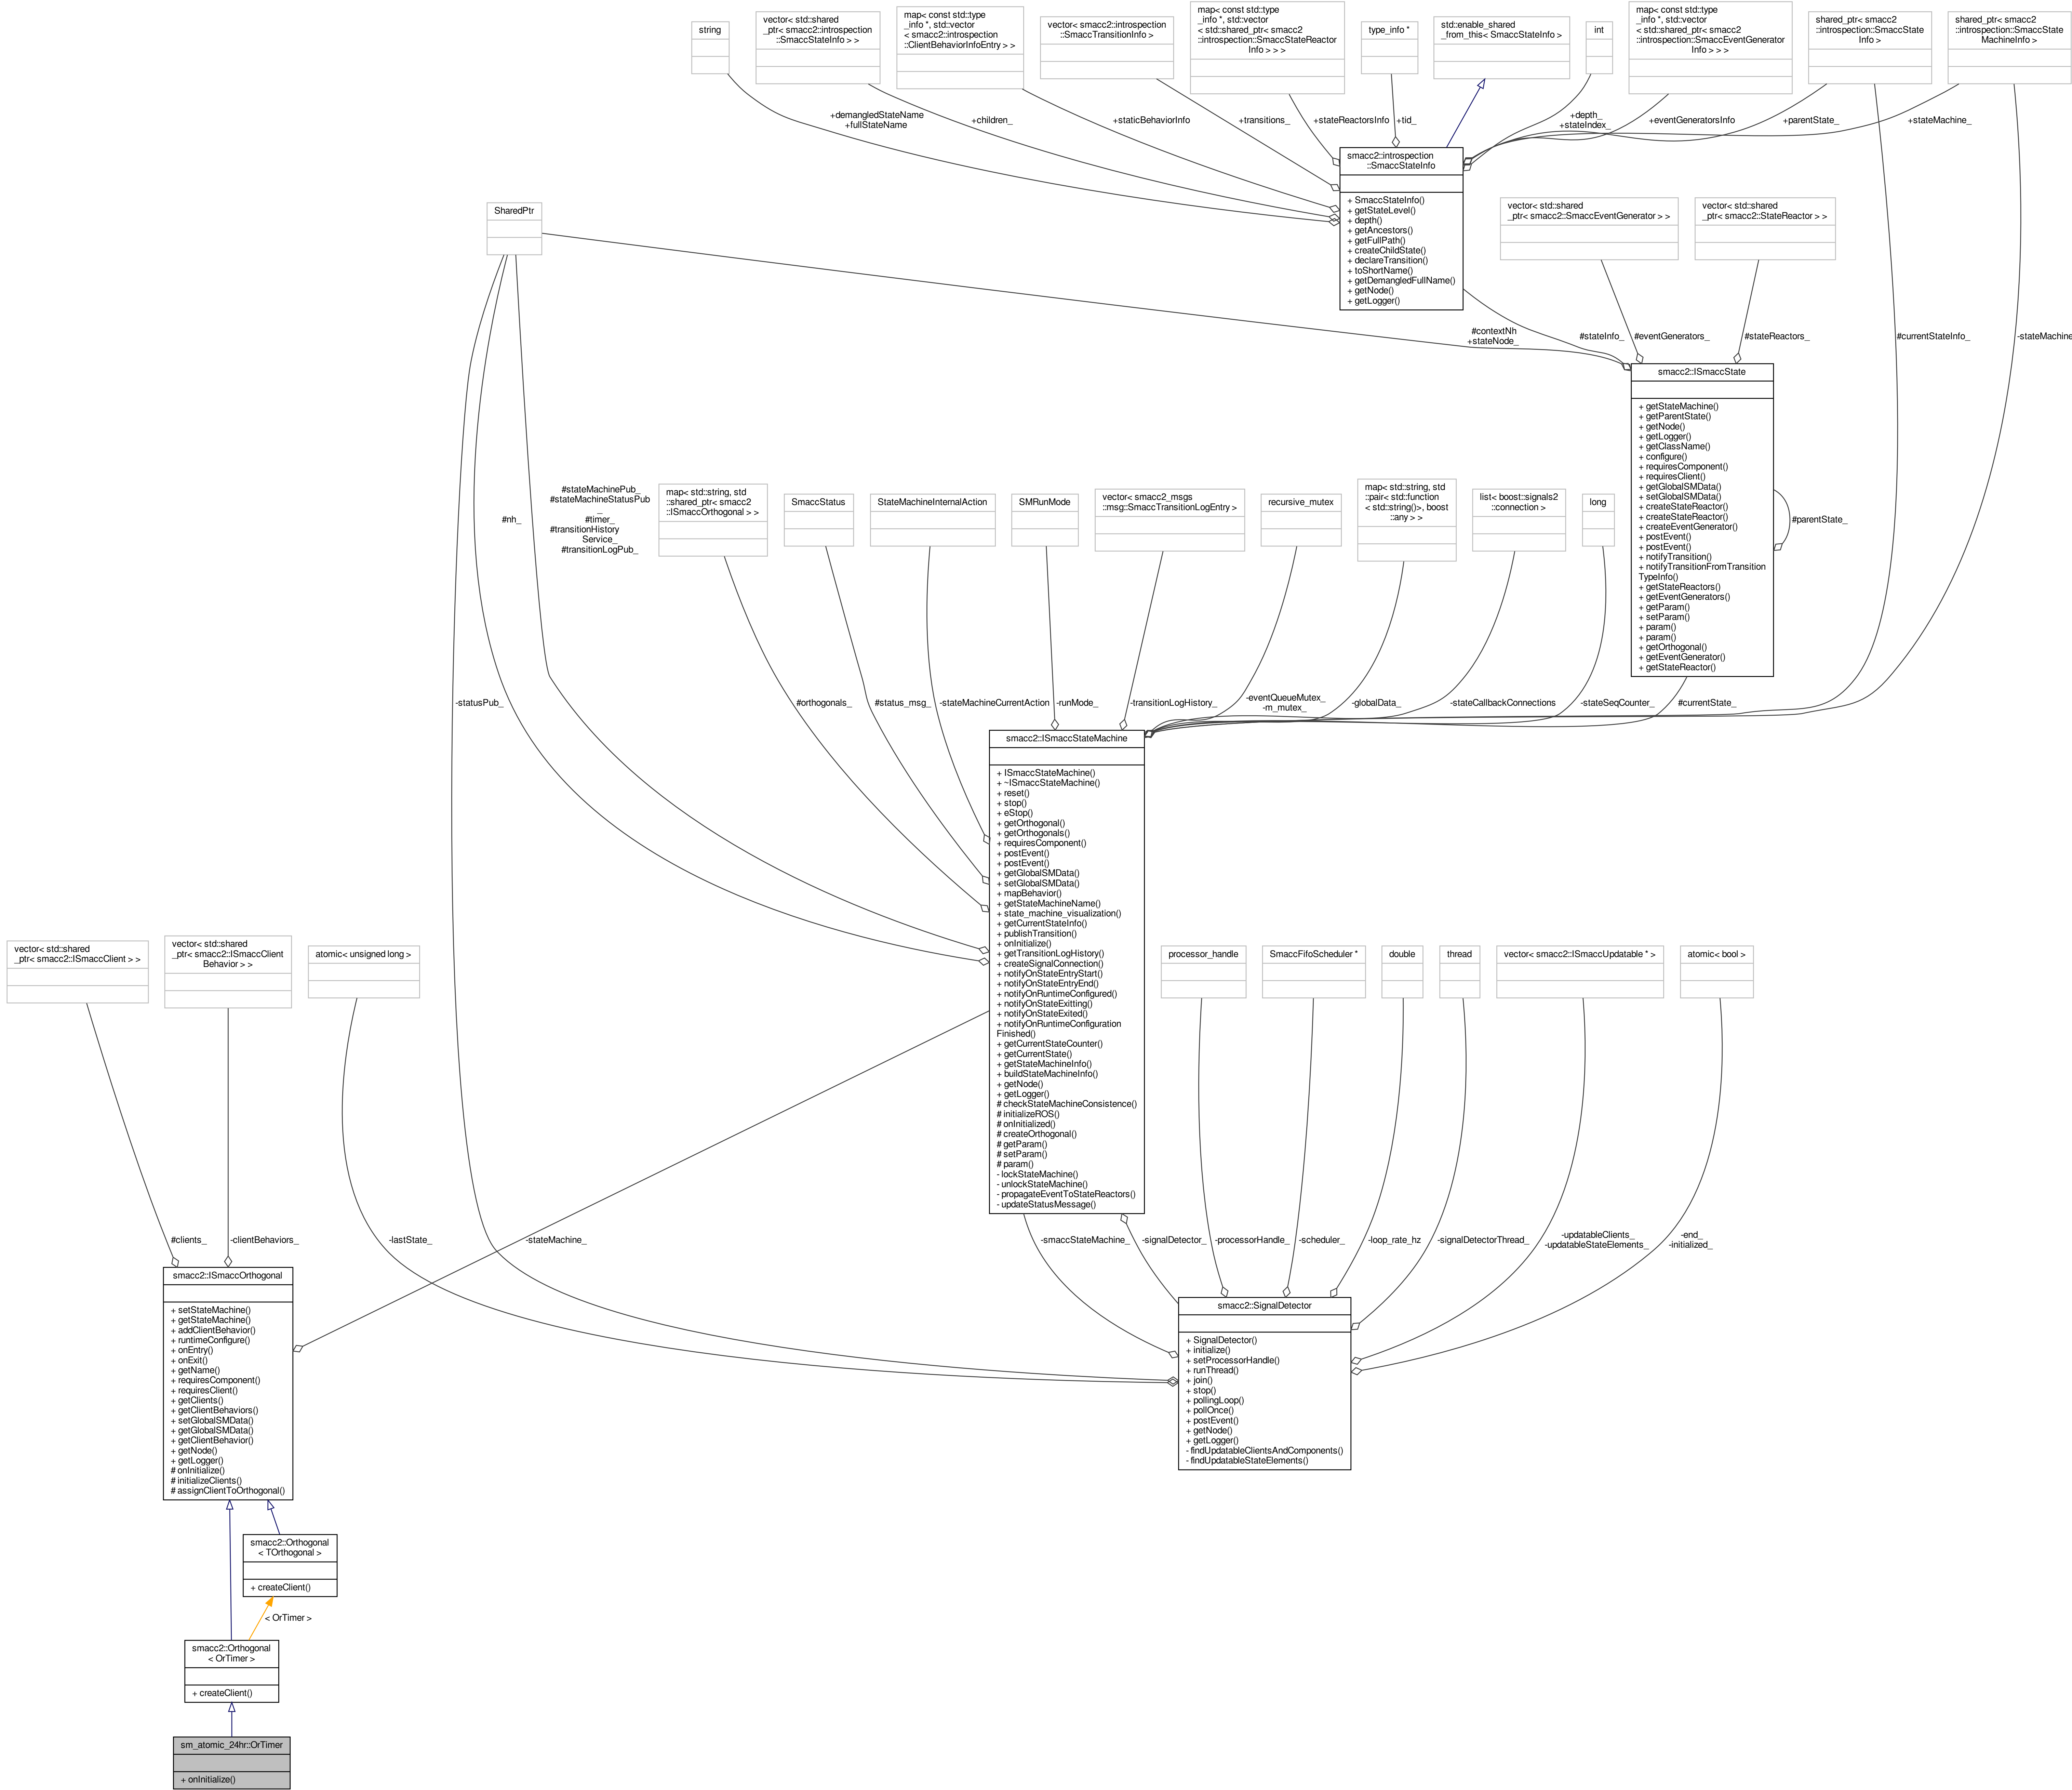 string
vector< std::shared
_ptr< smacc2::introspection
::SmaccStateInfo > >
map< const std::type
_info *, std::vector
< smacc2::introspection
::ClientBehaviorInfoEntry > >
vector< smacc2::introspection
::SmaccTransitionInfo >
map< const std::type
_info *, std::vector
< std::shared_ptr< smacc2
::introspection::SmaccStateReactor
Info > > >
type_info *
std::enable_shared
_from_this< SmaccStateInfo >
int
map< const std::type
_info *, std::vector
< std::shared_ptr< smacc2
::introspection::SmaccEventGenerator
Info > > >
shared_ptr< smacc2
::introspection::SmaccState
Info >
shared_ptr< smacc2
::introspection::SmaccState
MachineInfo >
+demangledStateName
+fullStateName
+children_
+staticBehaviorInfo
+transitions_
+stateReactorsInfo
+tid_
+depth_
+stateIndex_
+eventGeneratorsInfo
+parentState_
+stateMachine_
smacc2::introspection
::SmaccStateInfo
+ SmaccStateInfo()
+ getStateLevel()
+ depth()
+ getAncestors()
+ getFullPath()
+ createChildState()
+ declareTransition()
+ toShortName()
+ getDemangledFullName()
+ getNode()
+ getLogger()
SharedPtr
vector< std::shared
_ptr< smacc2::SmaccEventGenerator > >
vector< std::shared
_ptr< smacc2::StateReactor > >
#contextNh
+stateNode_
#stateInfo_
#eventGenerators_
#stateReactors_
#currentStateInfo_
-stateMachine
smacc2::ISmaccState
+ getStateMachine()
+ getParentState()
+ getNode()
+ getLogger()
+ getClassName()
+ configure()
+ requiresComponent()
+ requiresClient()
+ getGlobalSMData()
+ setGlobalSMData()
+ createStateReactor()
+ createStateReactor()
+ createEventGenerator()
+ postEvent()
+ postEvent()
+ notifyTransition()
+ notifyTransitionFromTransition
TypeInfo()
+ getStateReactors()
+ getEventGenerators()
+ getParam()
+ setParam()
+ param()
+ param()
+ getOrthogonal()
+ getEventGenerator()
+ getStateReactor()
#parentState_
#nh_
#stateMachinePub_
#stateMachineStatusPub
_
#timer_
#transitionHistory
Service_
#transitionLogPub_
map< std::string, std
::shared_ptr< smacc2
::ISmaccOrthogonal > >
SmaccStatus
StateMachineInternalAction
SMRunMode
vector< smacc2_msgs
::msg::SmaccTransitionLogEntry >
recursive_mutex
map< std::string, std
::pair< std::function
< std::string()>, boost
::any > >
list< boost::signals2
::connection >
long
-statusPub_
#orthogonals_
#status_msg_
-stateMachineCurrentAction
-runMode_
-transitionLogHistory_
-eventQueueMutex_
-m_mutex_
-globalData_
-stateCallbackConnections
-stateSeqCounter_
#currentState_
smacc2::ISmaccStateMachine
+ ISmaccStateMachine()
+ ~ISmaccStateMachine()
+ reset()
+ stop()
+ eStop()
+ getOrthogonal()
+ getOrthogonals()
+ requiresComponent()
+ postEvent()
+ postEvent()
+ getGlobalSMData()
+ setGlobalSMData()
+ mapBehavior()
+ getStateMachineName()
+ state_machine_visualization()
+ getCurrentStateInfo()
+ publishTransition()
+ onInitialize()
+ getTransitionLogHistory()
+ createSignalConnection()
+ notifyOnStateEntryStart()
+ notifyOnStateEntryEnd()
+ notifyOnRuntimeConfigured()
+ notifyOnStateExitting()
+ notifyOnStateExited()
+ notifyOnRuntimeConfiguration
Finished()
+ getCurrentStateCounter()
+ getCurrentState()
+ getStateMachineInfo()
+ buildStateMachineInfo()
+ getNode()
+ getLogger()
# checkStateMachineConsistence()
# initializeROS()
# onInitialized()
# createOrthogonal()
# getParam()
# setParam()
# param()
- lockStateMachine()
- unlockStateMachine()
- propagateEventToStateReactors()
- updateStatusMessage()
vector< std::shared
_ptr< smacc2::ISmaccClient > >
vector< std::shared
_ptr< smacc2::ISmaccClient
Behavior > >
atomic< unsigned long >
processor_handle
SmaccFifoScheduler *
double
thread
vector< smacc2::ISmaccUpdatable * >
atomic< bool >
#clients_
-clientBehaviors_
-lastState_
-stateMachine_
-smaccStateMachine_
-signalDetector_
-processorHandle_
-scheduler_
-loop_rate_hz
-signalDetectorThread_
-updatableClients_
-updatableStateElements_
-end_
-initialized_
smacc2::ISmaccOrthogonal
+ setStateMachine()
+ getStateMachine()
+ addClientBehavior()
+ runtimeConfigure()
+ onEntry()
+ onExit()
+ getName()
+ requiresComponent()
+ requiresClient()
+ getClients()
+ getClientBehaviors()
+ setGlobalSMData()
+ getGlobalSMData()
+ getClientBehavior()
+ getNode()
+ getLogger()
# onInitialize()
# initializeClients()
# assignClientToOrthogonal()
smacc2::SignalDetector
+ SignalDetector()
+ initialize()
+ setProcessorHandle()
+ runThread()
+ join()
+ stop()
+ pollingLoop()
+ pollOnce()
+ postEvent()
+ getNode()
+ getLogger()
- findUpdatableClientsAndComponents()
- findUpdatableStateElements()
smacc2::Orthogonal
< TOrthogonal >
+ createClient()
< OrTimer >
smacc2::Orthogonal
< OrTimer >
+ createClient()
sm_atomic_24hr::OrTimer
+ onInitialize()